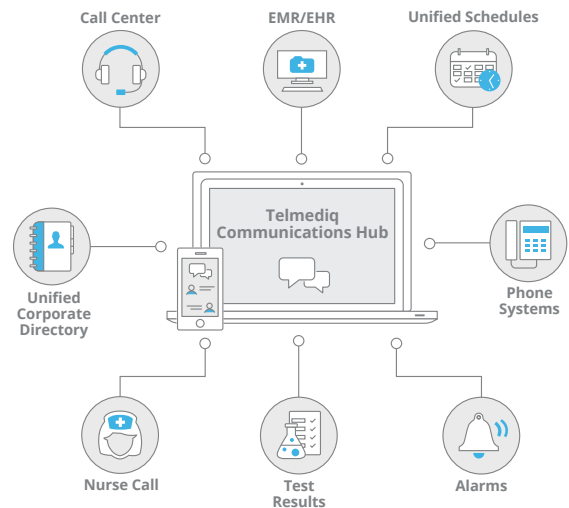 Call Center
EMR/EHR
Unified Schedules
Telmediq
Communications Hub
Unified
Corporate
Directory
Phone
Systems
Nurse Call
Test
Results
Alarms